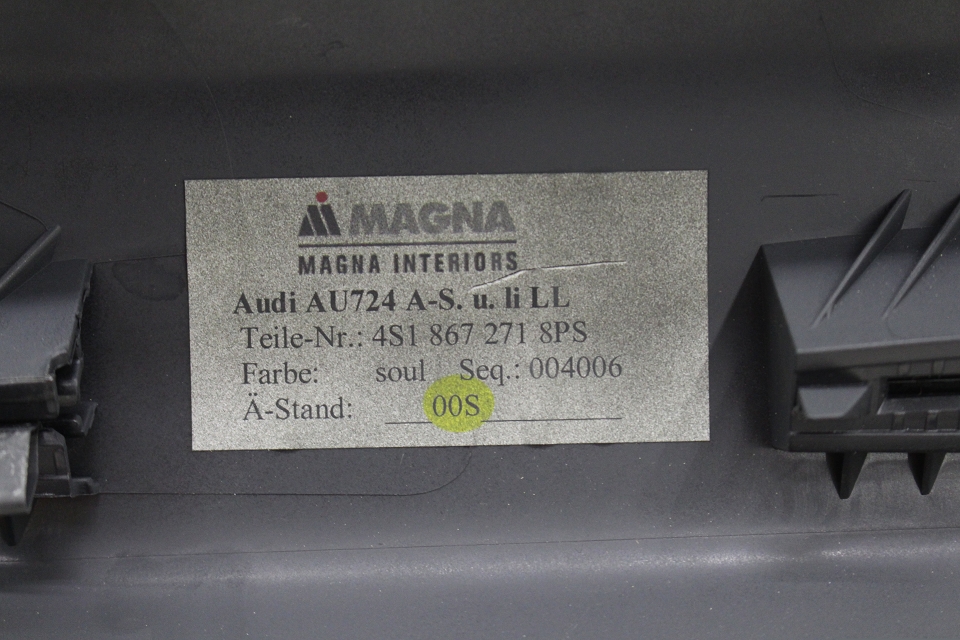 MAGNA
MAGNA INTERIORS
Audi AU724 A-S. u. li LL
Teile-Nr.: 4S1 867 271 8PS
Farbe: soul Seq.: 004006
Ä-Stand: 00S